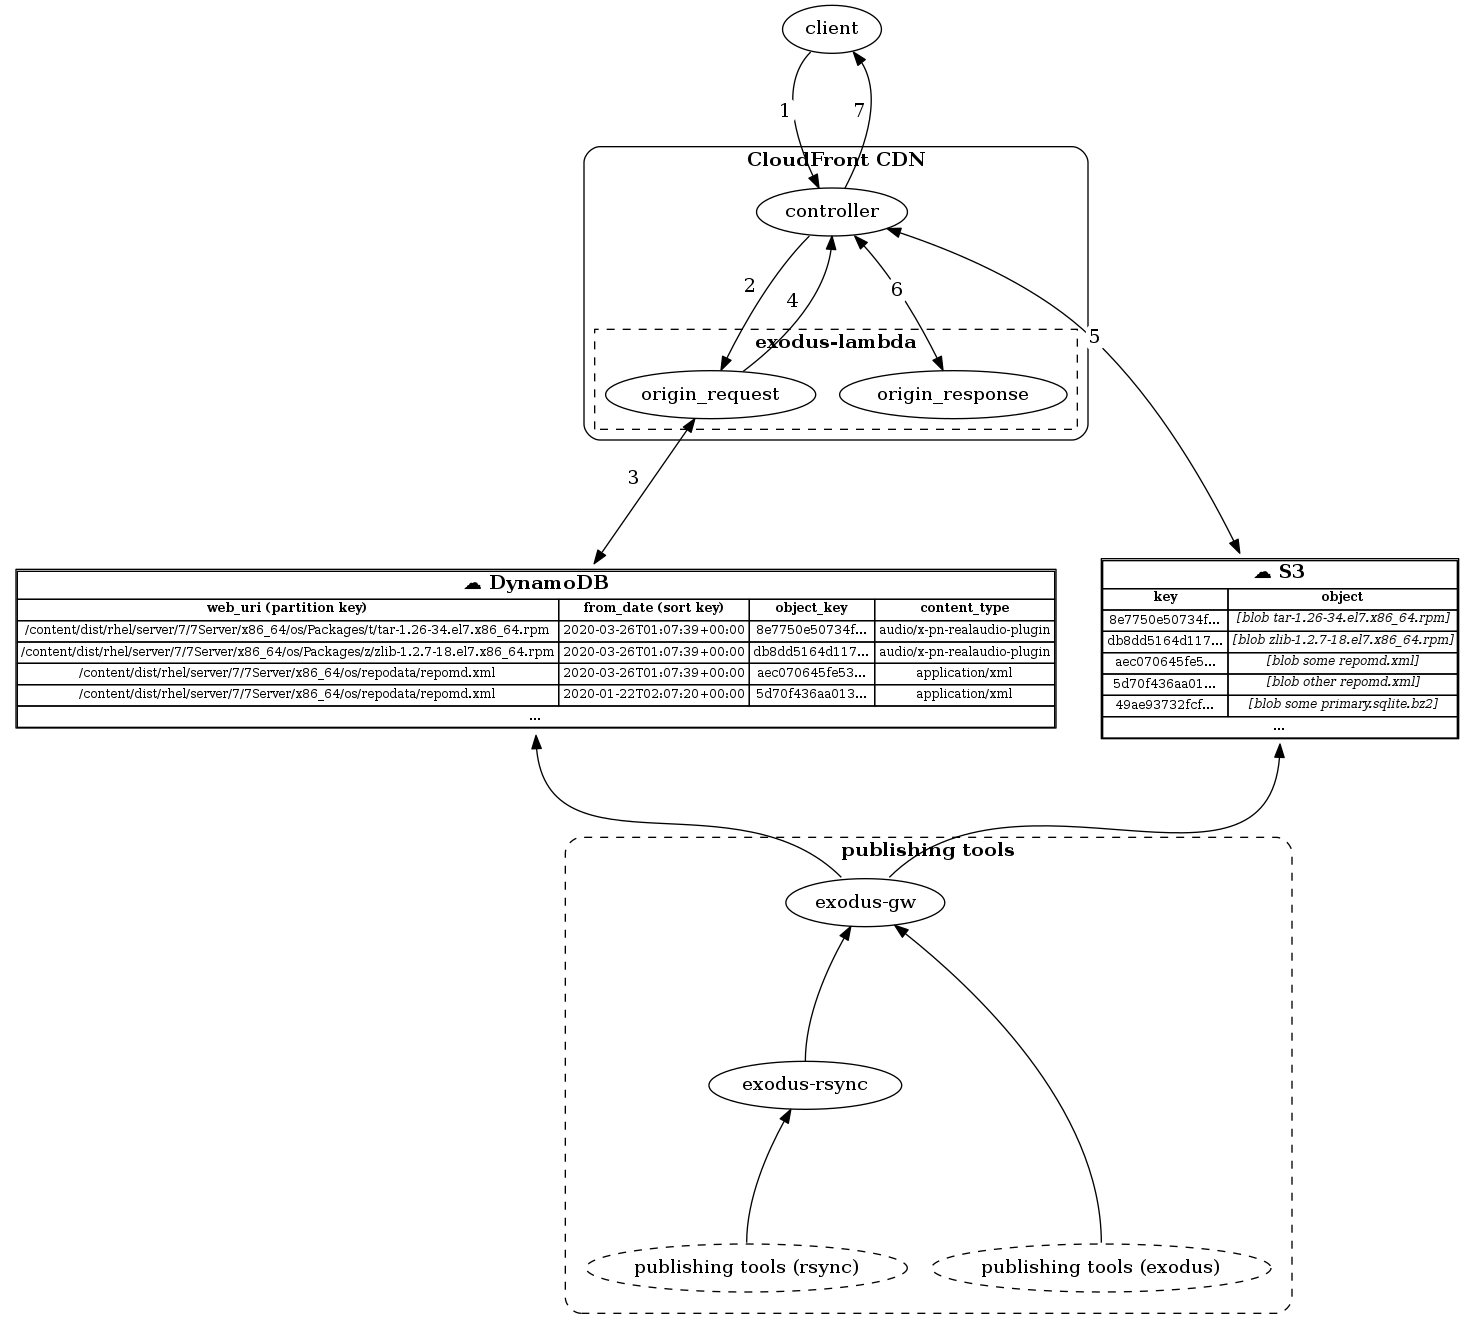 client
1
7
CloudFront CDN
controller
2
4
6
5
exodus-lambda
origin_request
origin_response
3
☁ DynamoDB
web_uri (partition key) from_date (sort key) object_key content_type
/content/dist/rhel/server/7/7Server/x86_64/os/Packages/t/tar-1.26-34.el7.x86_64.rpm 2020-03-26T01:07:39+00:00 8e7750e50734f... audio/x-pn-realaudio-plugin
/content/dist/rhel/server/7/7Server/x86_64/os/Packages/z/zlib-1.2.7-18.el7.x86_64.rpm 2020-03-26T01:07:39+00:00 db8dd5164d117... audio/x-pn-realaudio-plugin
/content/dist/rhel/server/7/7Server/x86_64/os/repodata/repomd.xml 2020-03-26T01:07:39+00:00 aec070645fe53... application/xml
/content/dist/rhel/server/7/7Server/x86_64/os/repodata/repomd.xml 2020-01-22T02:07:20+00:00 5d70f436aa013... application/xml
...
☁ S3
key object
8e7750e50734f... [blob tar-1.26-34.el7.x86_64.rpm]
db8dd5164d117... [blob zlib-1.2.7-18.el7.x86_64.rpm]
aec070645fe5... [blob some repomd.xml]
5d70f436aa01... [blob other repomd.xml]
49ae93732fcf... [blob some primary.sqlite.bz2]
...
publishing tools
exodus-gw
exodus-rsync
publishing tools (rsync)
publishing tools (exodus)